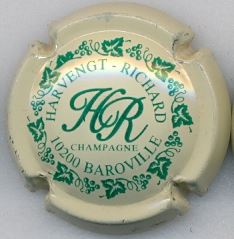 HARVENGT - RICHARD
HR
CHAMPAGNE
10200 BAROVILLE